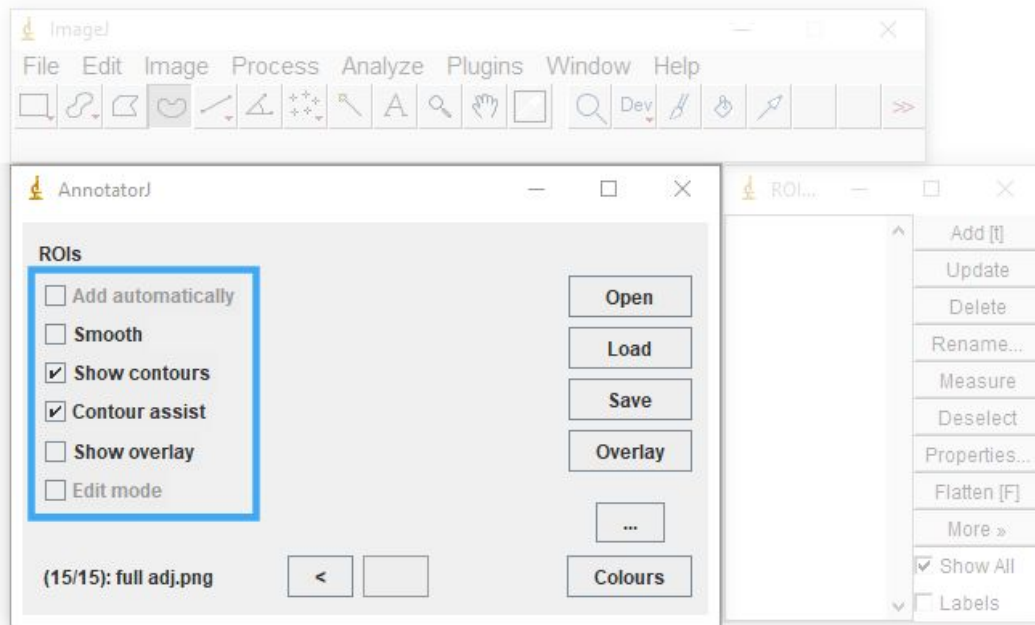 ImageJ
File Edit Image Process Analyze Plugins Window Help
A Dev >>
AnnotatorJ
ROIs
Add automatically
Smooth
Show contours
Contour assist
Show overlay
Edit mode
Open
Load
Save
Overlay
...
(15/15): full adj.png
<
Colours
ROI...
Add [t]
Update
Delete
Rename...
Measure
Deselect
Properties...
Flatten [F]
More »
Show All
Labels